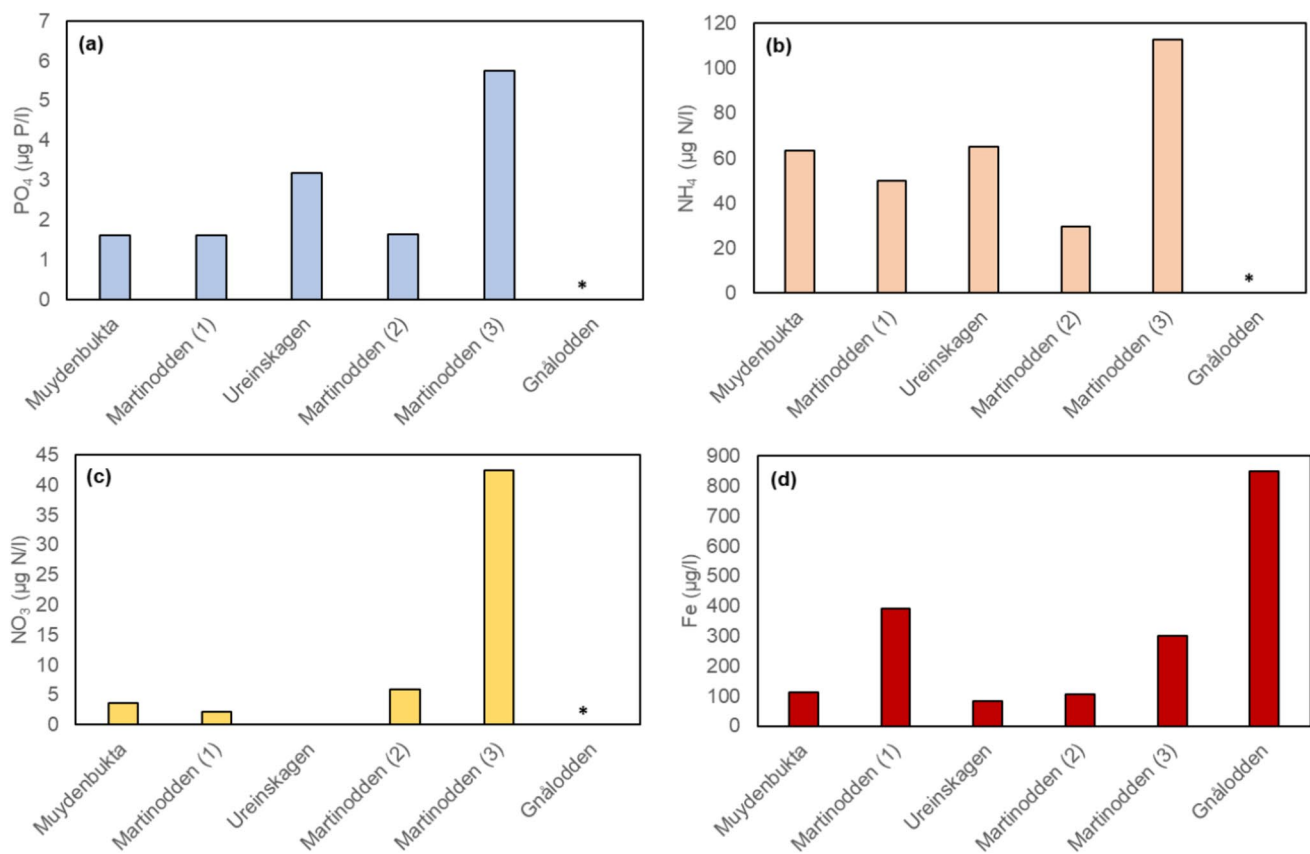 (a)
PO4 (µg P/l)
7
6
5
4
3
2
1
0
*
Muydenbukta
Martinodden (1)
Ureinskagen
Martinodden (2)
Martinodden (3)
Gnålodden
(b)
NH4 (µg N/l)
120
100
80
60
40
20
0
*
Muydenbukta
Martinodden (1)
Ureinskagen
Martinodden (2)
Martinodden (3)
Gnålodden
(c)
NO3 (µg N/l)
45
40
35
30
25
20
15
10
5
0
*
Muydenbukta
Martinodden (1)
Ureinskagen
Martinodden (2)
Martinodden (3)
Gnålodden
(d)
Fe (µg/l)
900
800
700
600
500
400
300
200
100
0
Muydenbukta
Martinodden (1)
Ureinskagen
Martinodden (2)
Martinodden (3)
Gnålodden